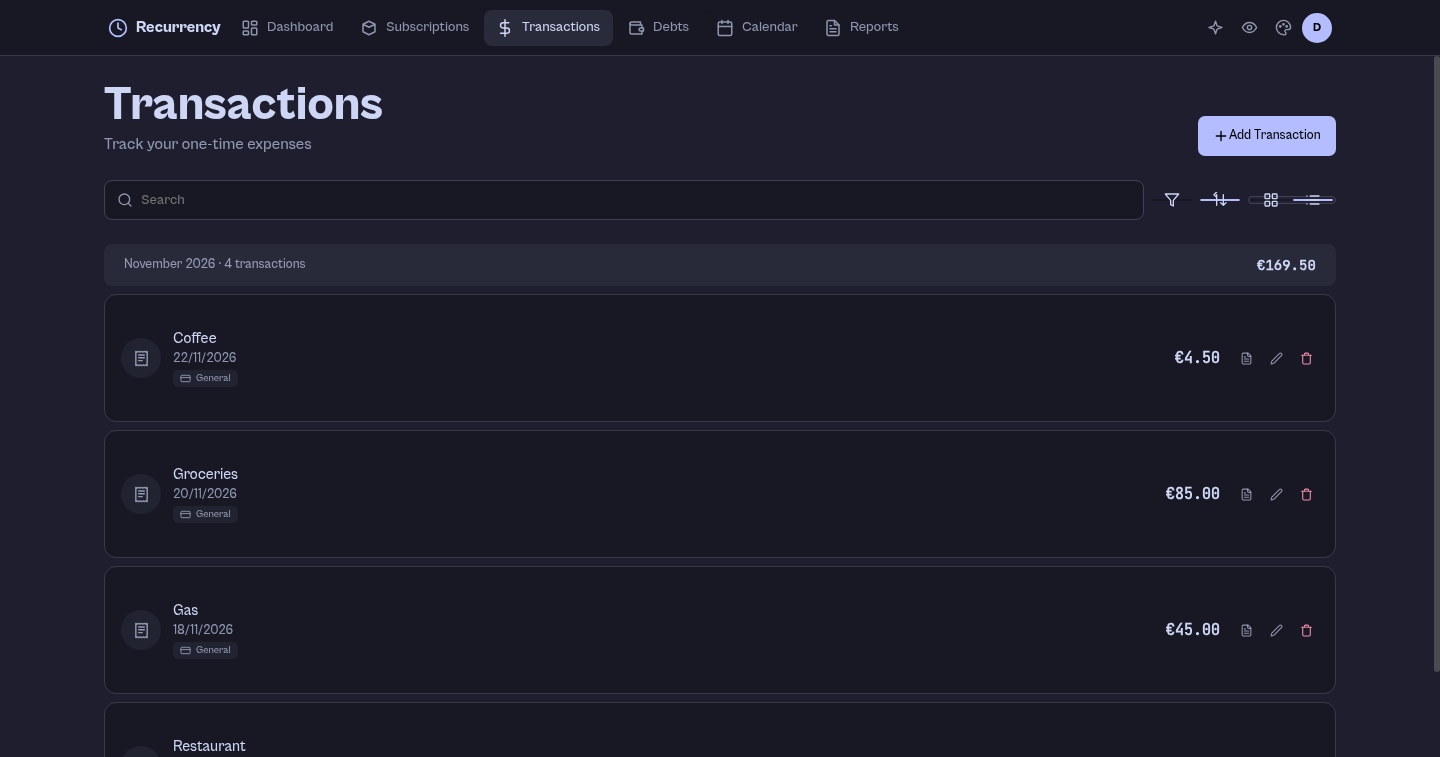 Recurrency
Dashboard
Subscriptions
Transactions
Debts
Calendar
Reports
D
Transactions
Track your one-time expenses
Add Transaction
Search
November 2026 · 4 transactions
€169.50
Coffee
22/11/2026
General
€4.50
Groceries
20/11/2026
General
€85.00
Gas
18/11/2026
General
€45.00
Restaurant